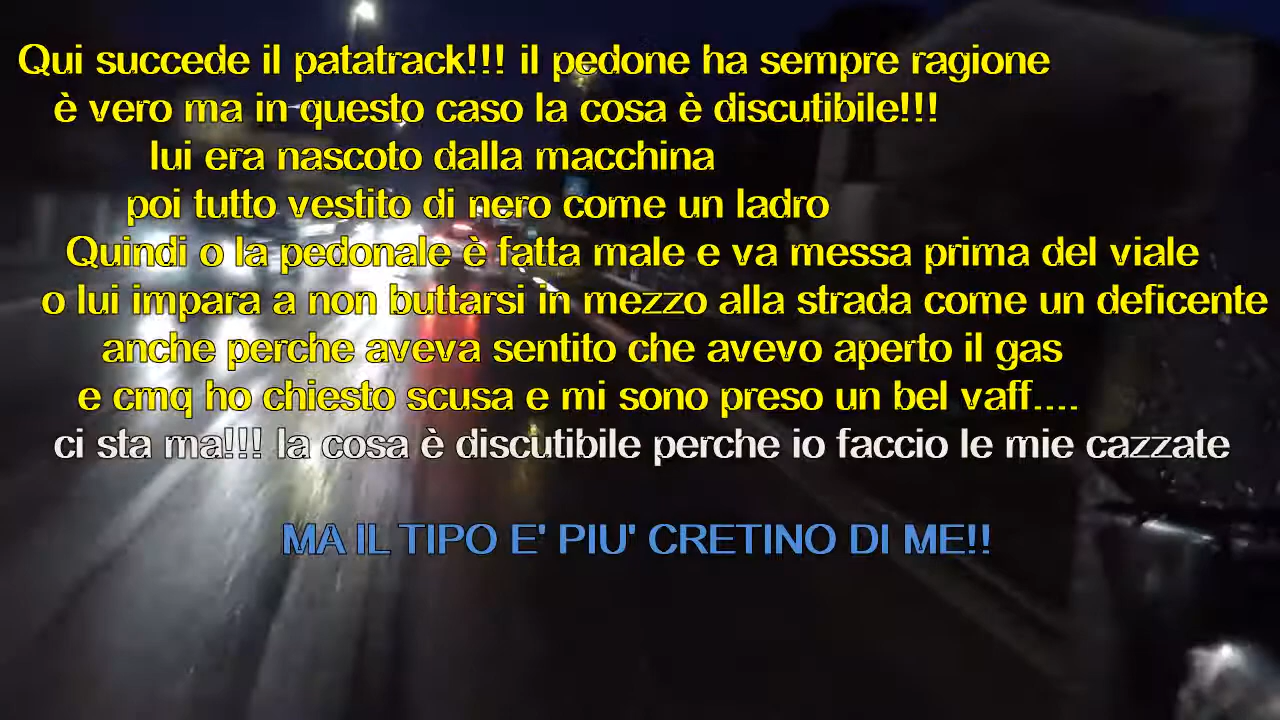 Qui succede il patatrack!!! il pedone ha sempre ragione
è vero ma in questo caso la cosa è discutibile!!!
lui era nascoto dalla macchina
poi tutto vestito di nero come un ladro
Quindi o la pedonale è fatta male e va messa prima del viale
o lui impara a non buttarsi in mezzo alla strada come un deficente
anche perche aveva sentito che avevo aperto il gas
e cmq ho chiesto scusa e mi sono preso un bel vaff....
ci sta ma!!! la cosa è discutibile perche io faccio le mie cazzate
MA IL TIPO E' PIU' CRETINO DI ME!!